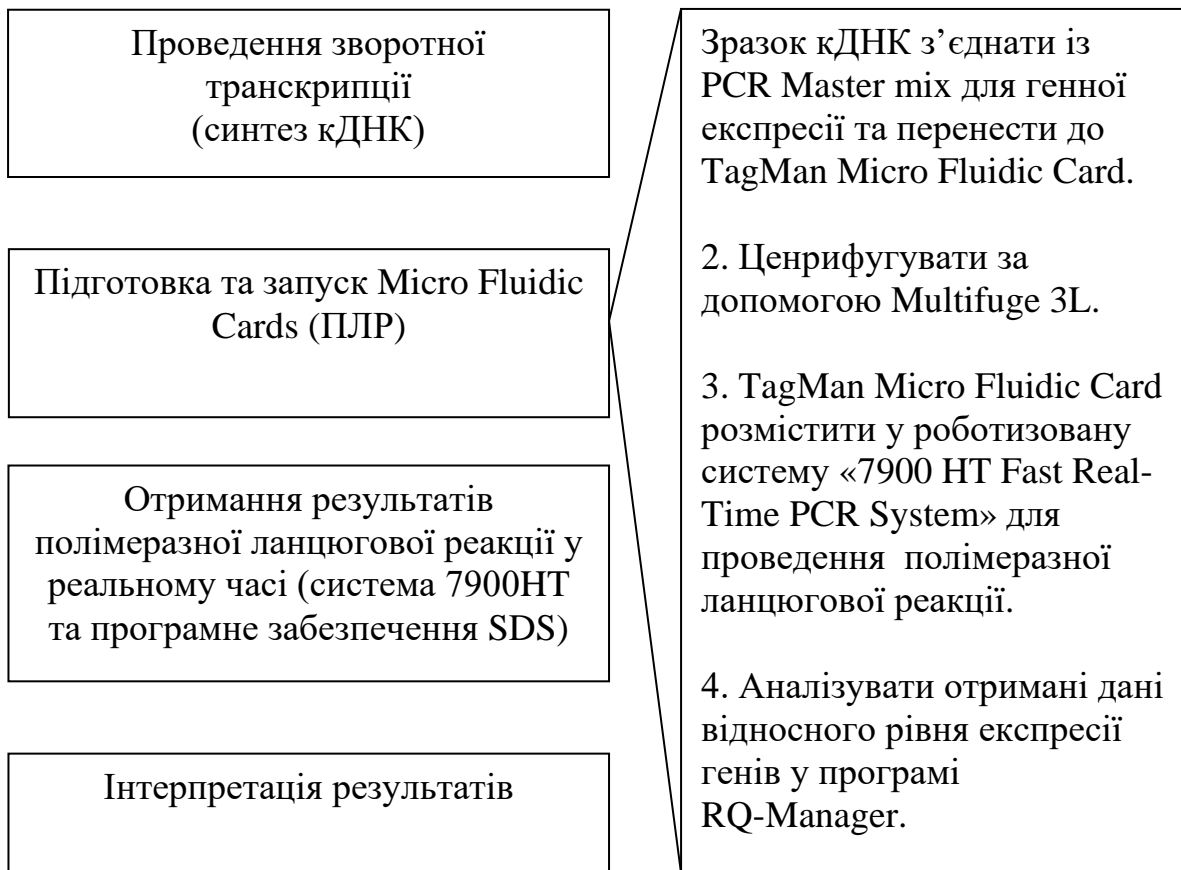 Проведення зворотної
транскрипції
(синтез кДНК)
Підготовка та запуск Micro Fluidic
Cards (ПЛР)
Отримання результатів
полімеразної ланцюгової реакції у
реальному часі (система 7900HT
та програмне забезпечення SDS)
Інтерпретація результатів
Зразок кДНК з’єднати із
PCR Master mix для генної
експресії та перенести до
TagMan Micro Fluidic Card.
2. Ценрифугувати за
допомогою Multifuge 3L.
3. TagMan Micro Fluidic Card
розмістити у роботизовану
систему «7900 HT Fast Real-
Time PCR System» для
проведення полімеразної
ланцюгової реакції.
4. Аналізувати отримані дані
відносного рівня експресії
генів у програмі
RQ-Manager.